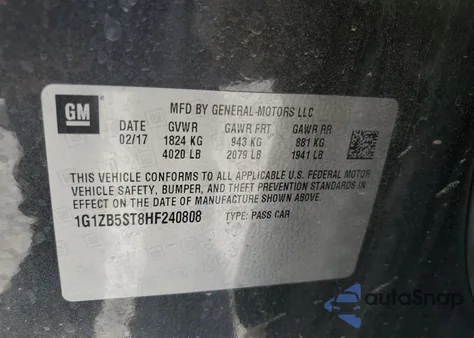 GM
MFD BY GENERAL MOTORS LLC
DATE GVWR GAWR FRT GAWR RR
02/17 1824 KG 943 KG 881 KG
4020 LB 2079 LB 1941 LB
THIS VEHICLE CONFORMS TO ALL APPLICABLE U.S. FEDERAL MOTOR
VEHICLE SAFETY, BUMPER, AND THEFT PREVENTION STANDARDS IN
EFFECT ON THE DATE OF MANUFACTURE SHOWN ABOVE.
1G1ZB5ST8HF240808 TYPE: PASS CAR
autoSnap